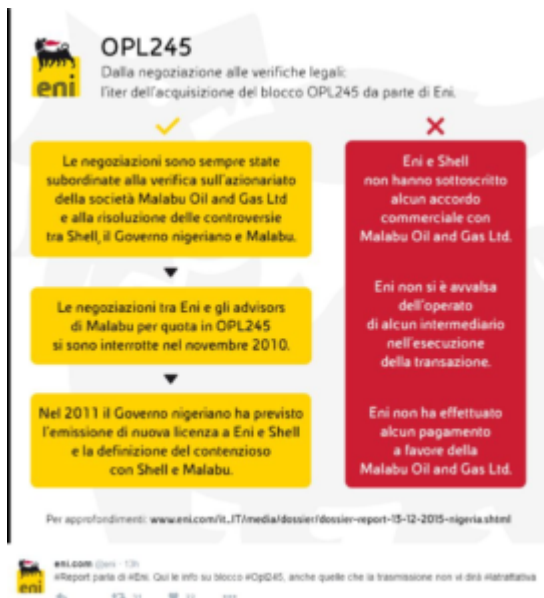 OPL245
Dalla negoziazione alle verifiche legali:
l'iter dell'acquisizione del blocco OPL245 da parte di Eni.
eni
Le negoziazioni sono sempre state
subordinate alla verifica sull'azionariato
della società Malabu Oil and Gas Ltd
e alla risoluzione delle controversie
tra Shell, il Governo nigeriano e Malabu.
Le negoziazioni tra Eni e gli advisors
di Malabu per quota in OPL245
si sono interrotte nel novembre 2010.
Nel 2011 il Governo nigeriano ha previsto
l'emissione di nuova licenza a Eni e Shell
e la definizione del contenzioso
con Shell e Malabu.
Eni e Shell
non hanno sottoscritto
alcun accordo
commerciale con
Malabu Oil and Gas Ltd.
Eni non si è avvalsa
dell'operato
di alcun intermediario
nell'esecuzione
della transazione.
Eni non ha effettuato
alcun pagamento
a favore della
Malabu Oil and Gas Ltd.
Per approfondimenti: www.eni.com/it_IT/media/dossier/dossier-report-13-12-2015-nigeria.shtml
eni
eni.com @eni · 13h
#Report parla di #Eni. Qui le info su blocco #Opl245, anche quelle che la trasmissione non vi dirà #latrattativa